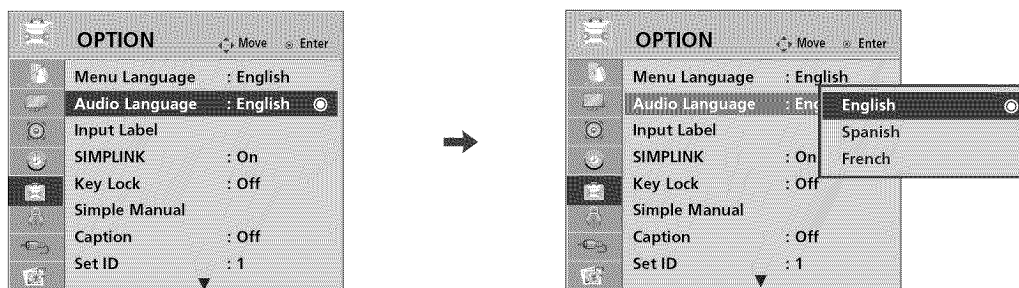 OPTION Move Enter
Menu Language : English
Audio Language : English
Input Label
SIMPLINK : On
Key Lock : Off
Simple Manual
Caption : Off
Set ID : 1
OPTION Move Enter
Menu Language : English
Audio Language : Eng
Input Label
SIMPLINK : On
Key Lock : Off
Simple Manual
Caption : Off
Set ID : 1
English
Spanish
French